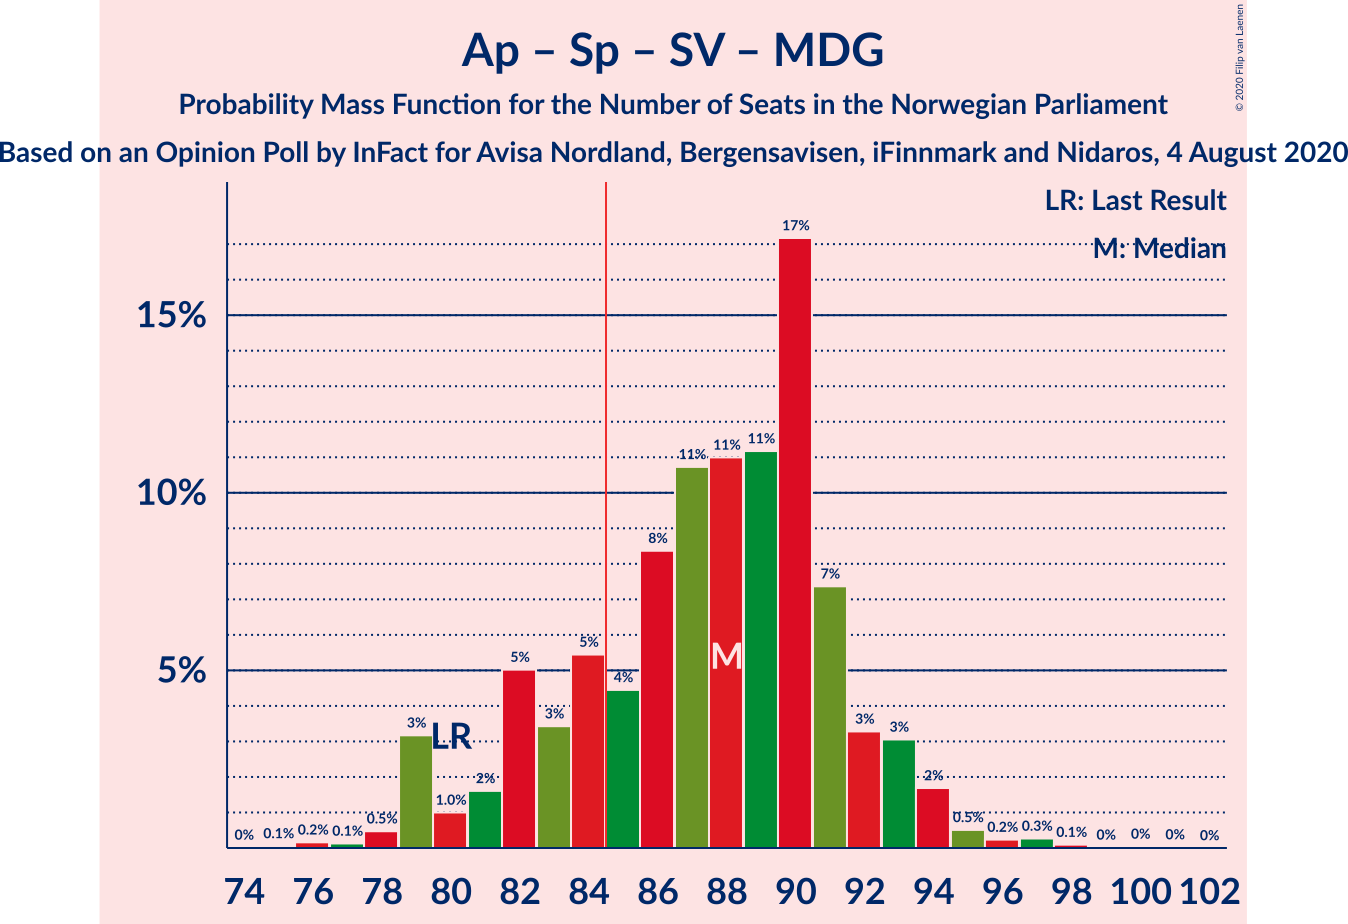 Ap – Sp – SV – MDG
Probability Mass Function for the Number of Seats in the Norwegian Parliament
Based on an Opinion Poll by InFact for Avisa Nordland, Bergensavisen, iFinnmark and Nidaros, 4 August 2020
© 2020 Filip van Laenen
LR: Last Result
M: Median
15%
10%
5%
0% 0.1% 0.2% 0.1% 0.5% 3% 1.0% 2% 5% 3% 5% 4% 8% 11% 11% 11% 17% 7% 3% 3% 2% 0.5% 0.2% 0.3% 0.1% 0% 0% 0% 0%
LR
M
74 76 78 80 82 84 86 88 90 92 94 96 98 100 102